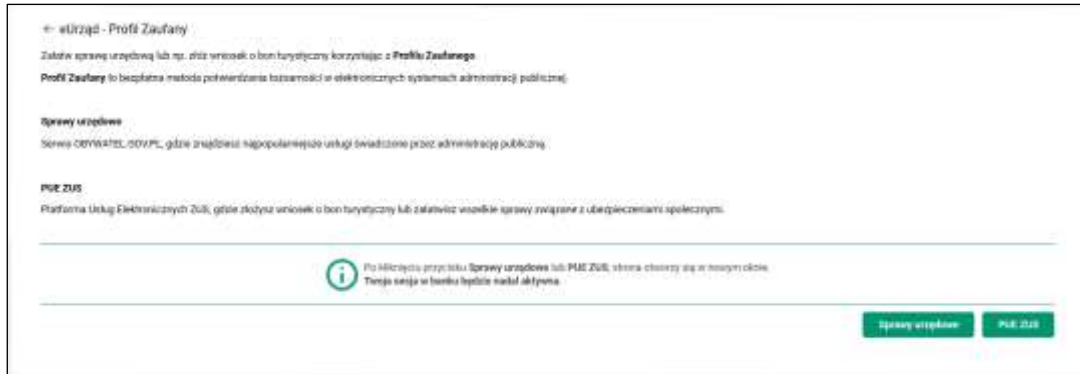 ← eUrząd - Profil Zaufany
Załatw sprawę urzędową lub np. złóż wniosek o bon turystyczny korzystając z Profilu Zaufanego
Profil Zaufany to bezpłatna metoda potwierdzania tożsamości w elektronicznych systemach administracji publicznej.
Sprawy urzędowe
Serwis OBYWATEL.GOV.PL, gdzie znajdziesz najpopularniejsze usługi świadczone przez administrację publiczną.
PUE ZUS
Platforma Usług Elektronicznych ZUS, gdzie złożysz wniosek o bon turystyczny lub załatwisz wszelkie sprawy związane z ubezpieczeniami społecznymi.
Po kliknięciu przycisku Sprawy urzędowe lub PUE ZUS, strona otworzy się w nowym oknie.
Twoja sesja w banku będzie nadal aktywna.
Sprawy urzędowe PUE ZUS